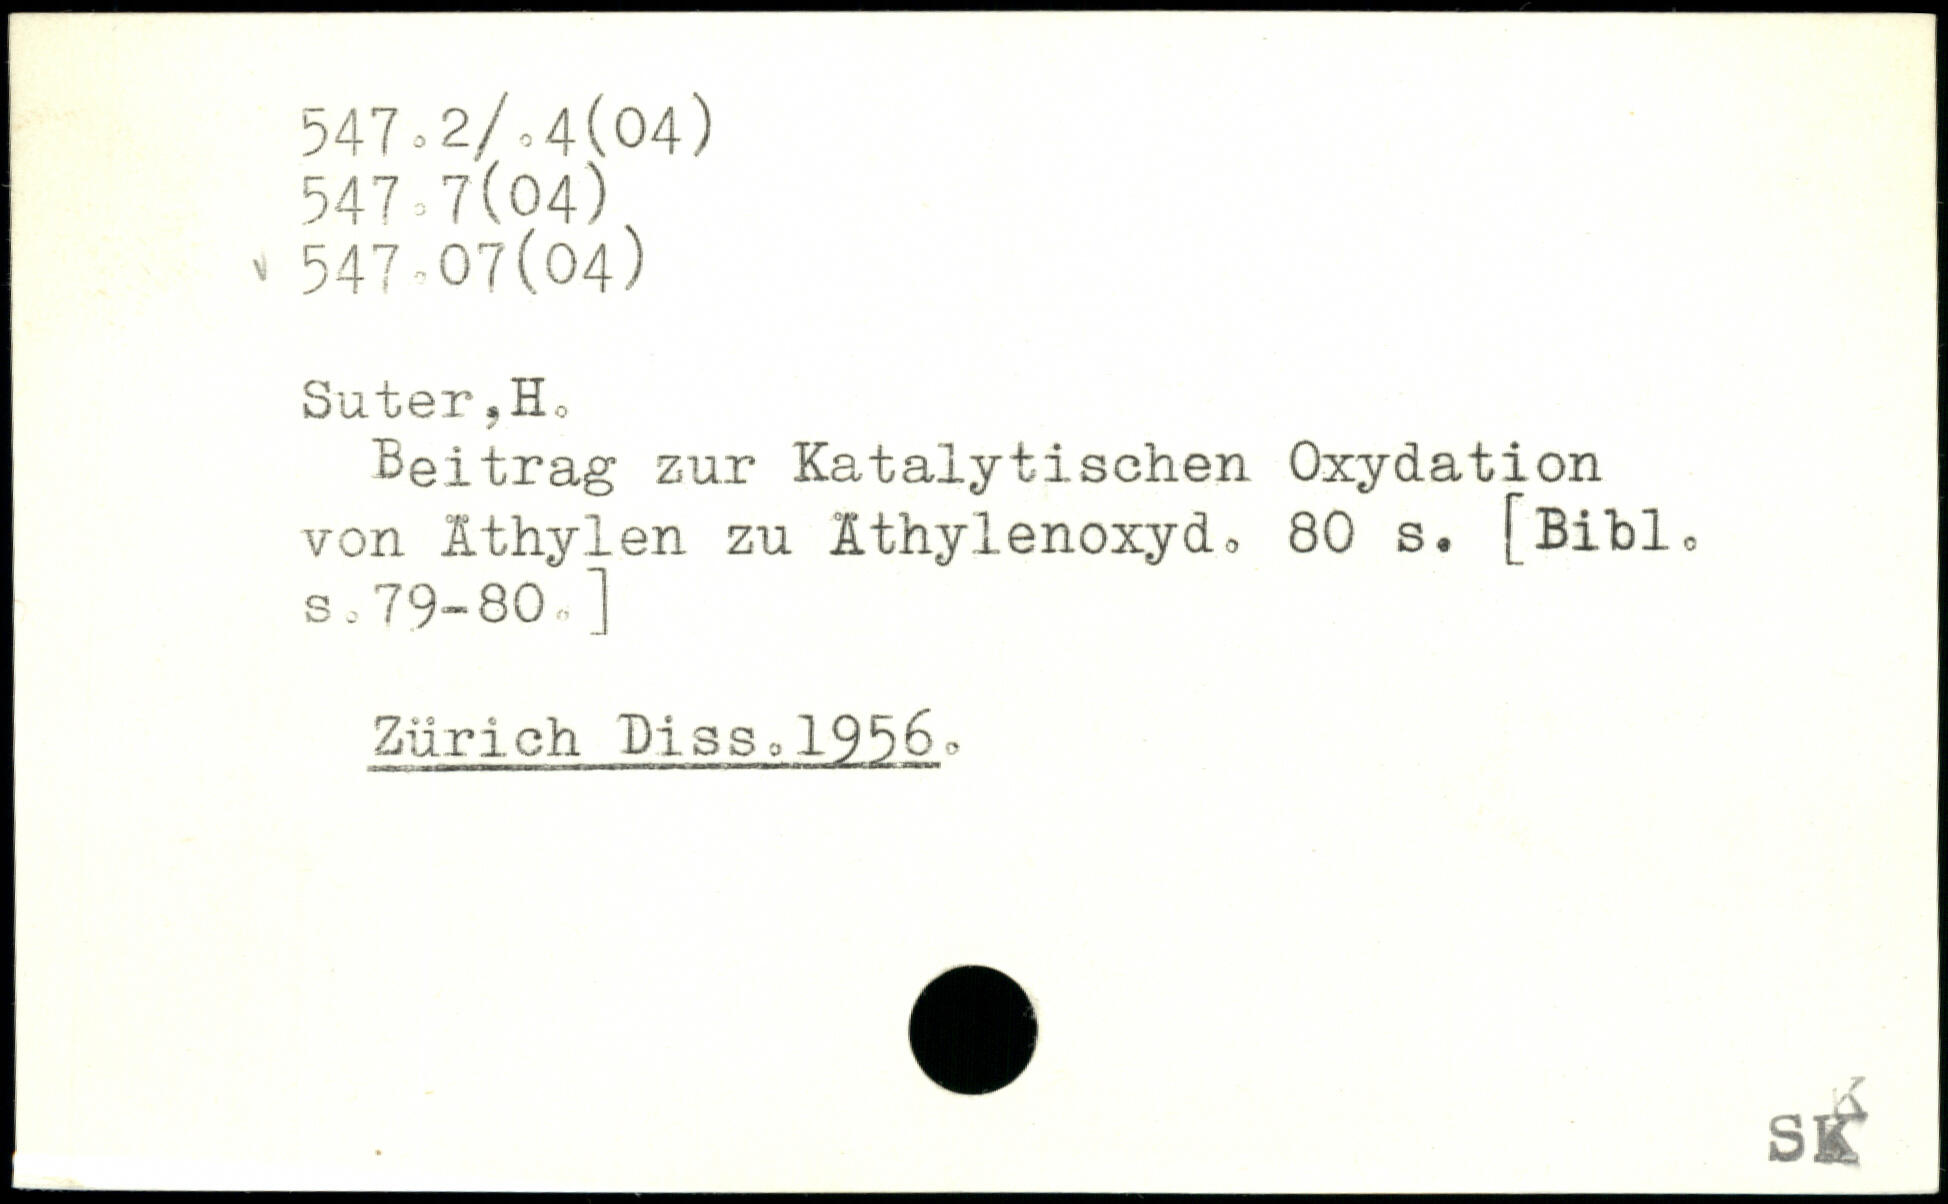 547.2/.4(04)
547.7(04)
√ 547.07(04)
Suter,H.
Beitrag zur Katalytischen Oxydation
von Äthylen zu Äthylenoxyd. 80 s. [Bibl.
s.79-80.]
Zürich Diss.1956.
K
SK